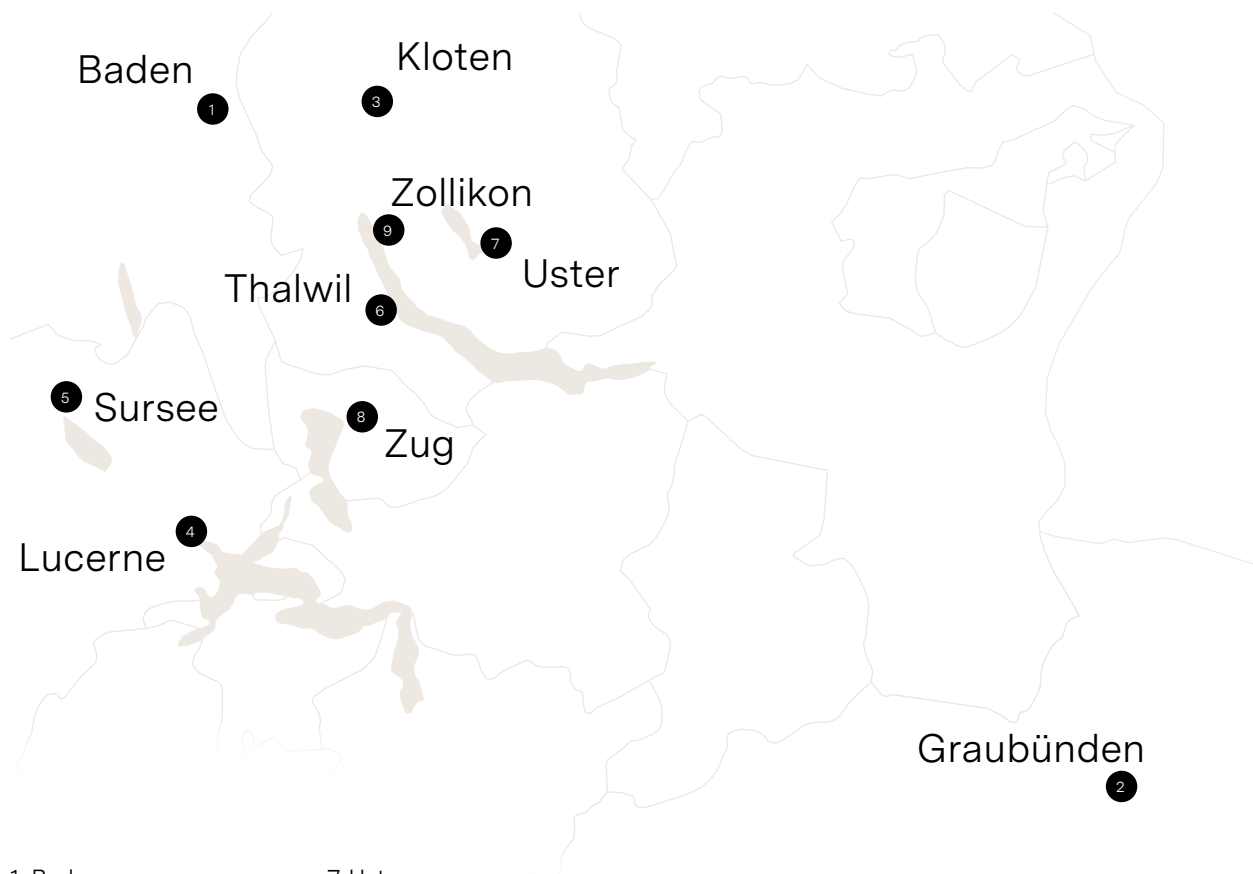 Kloten
Baden
3
1
Zollikon
9
7
Uster
Thalwil
6
5
Sursee
8
Zug
4
Lucerne
Graubünden
2